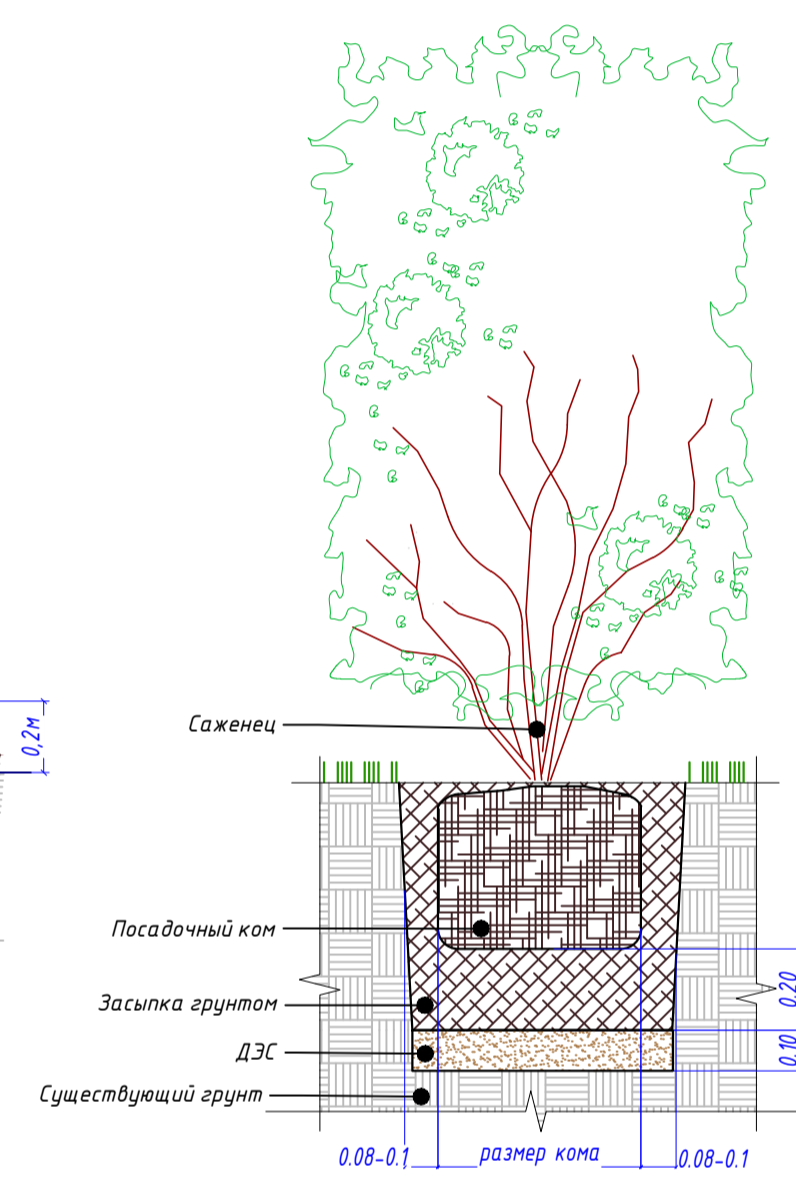 0,2м
Саженец
Посадочный ком
Засыпка грунтом
ДЭС
Существующий грунт
0.20
0.10
0.08-0.1 размер кома 0.08-0.1